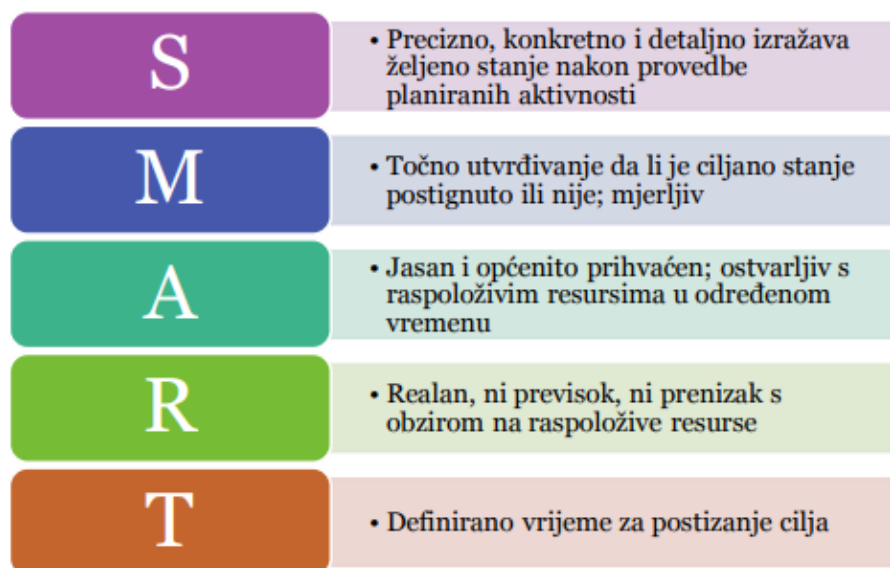 S
• Precizno, konkretno i detaljno izražava
željeno stanje nakon provedbe
planiranih aktivnosti
M
• Točno utvrđivanje da li je ciljano stanje
postignuto ili nije; mjerljiv
A
• Jasan i općenito prihvaćen; ostvarljiv s
raspoloživim resursima u određenom
vremenu
R
• Realan, ni previsok, ni prenizak s
obzirom na raspoložive resurse
T
• Definirano vrijeme za postizanje cilja